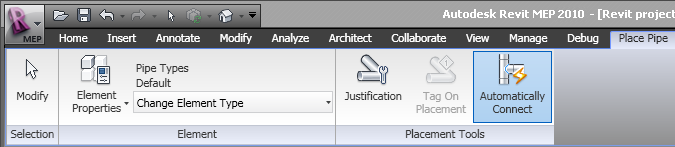 Autodesk Revit MEP 2010 - [Revit project
MEP
Home Insert Annotate Modify Analyze Architect Collaborate View Manage Debug Place Pipe
Modify
Element Properties
Pipe Types
Default
Change Element Type
Justification
Tag On Placement
Automatically Connect
Selection Element Placement Tools